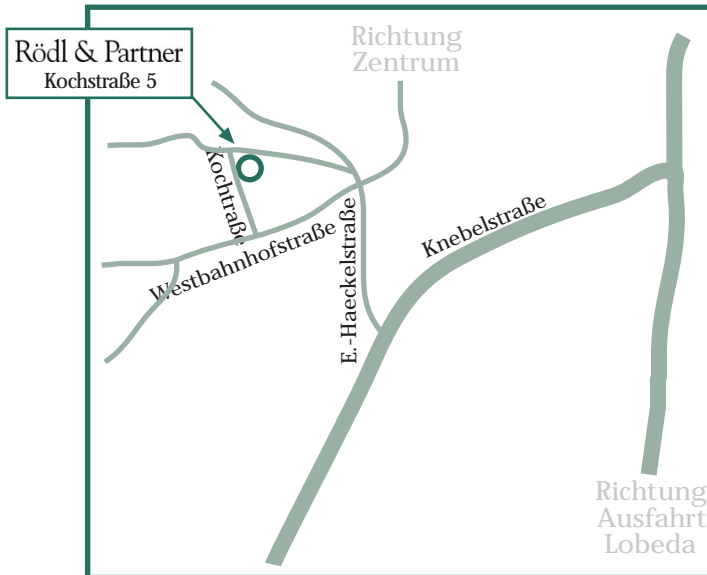 Rödl & Partner
Kochstraße 5
Richtung
Zentrum
Kochtraße
Westbahnhofstraße
E.-Haeckelstraße
Knebelstraße
Richtung
Ausfahrt
Lobeda